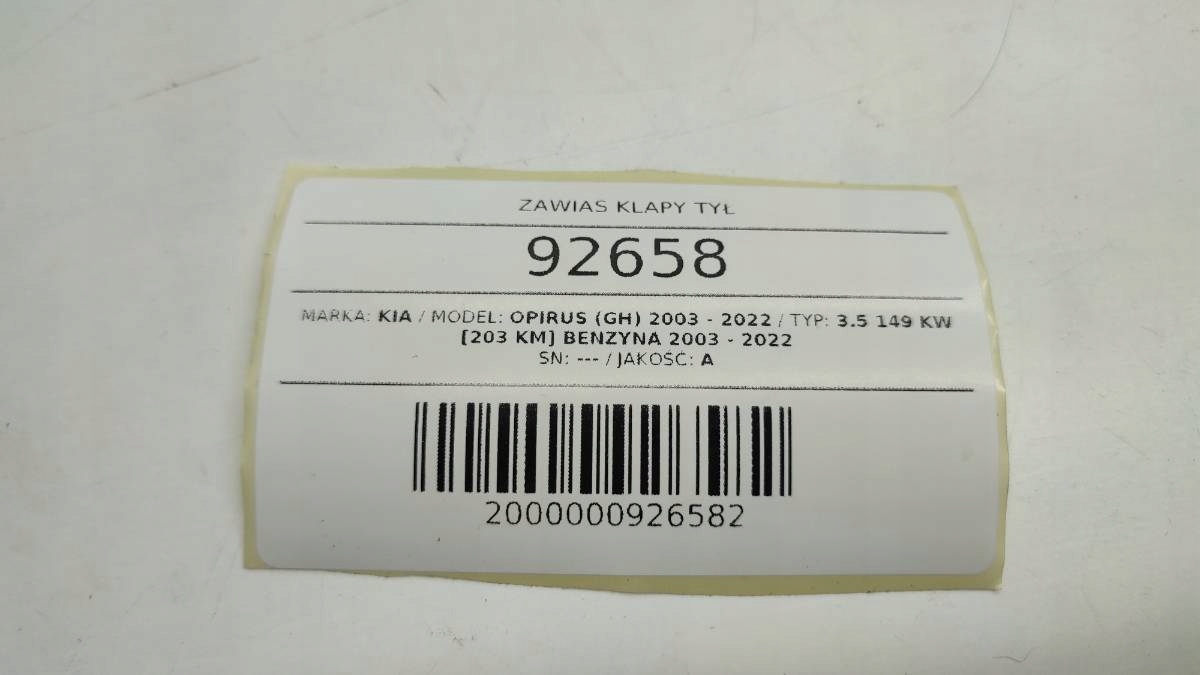 ZAWIAS KLAPY TYŁ
92658
MARKA: KIA / MODEL: OPIRUS (GH) 2003 - 2022 / TYP: 3.5 149 KW
[203 KM] BENZYNA 2003 - 2022
SN: --- / JAKOŚĆ: A
2000000926582